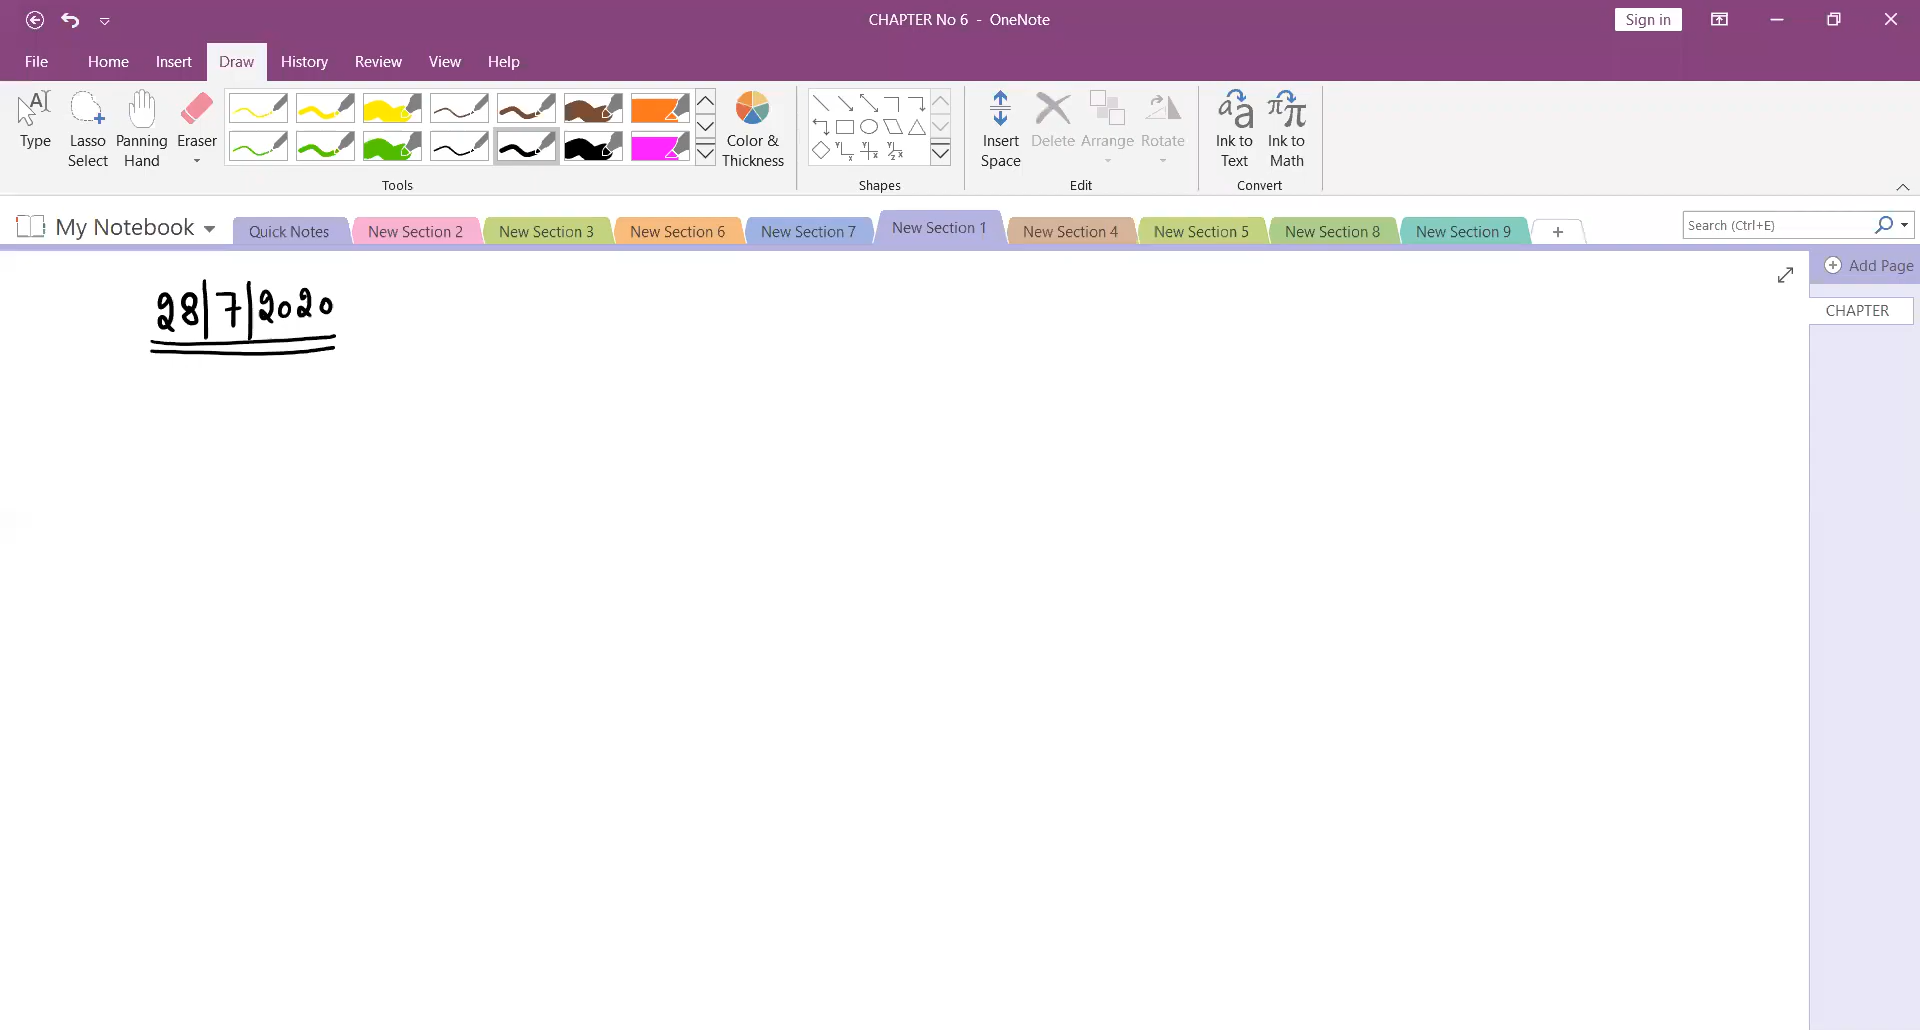 CHAPTER No 6 - OneNote
Sign in
File Home Insert Draw History Review View Help
Type
Lasso Select
Panning Hand
Eraser
Color & Thickness
Insert Space
Delete
Arrange
Rotate
Ink to Text
Ink to Math
Tools
Shapes
Edit
Convert
My Notebook
Quick Notes
New Section 2
New Section 3
New Section 6
New Section 7
New Section 1
New Section 4
New Section 5
New Section 8
New Section 9
Search (Ctrl+E)
Add Page
CHAPTER
28|7|2020